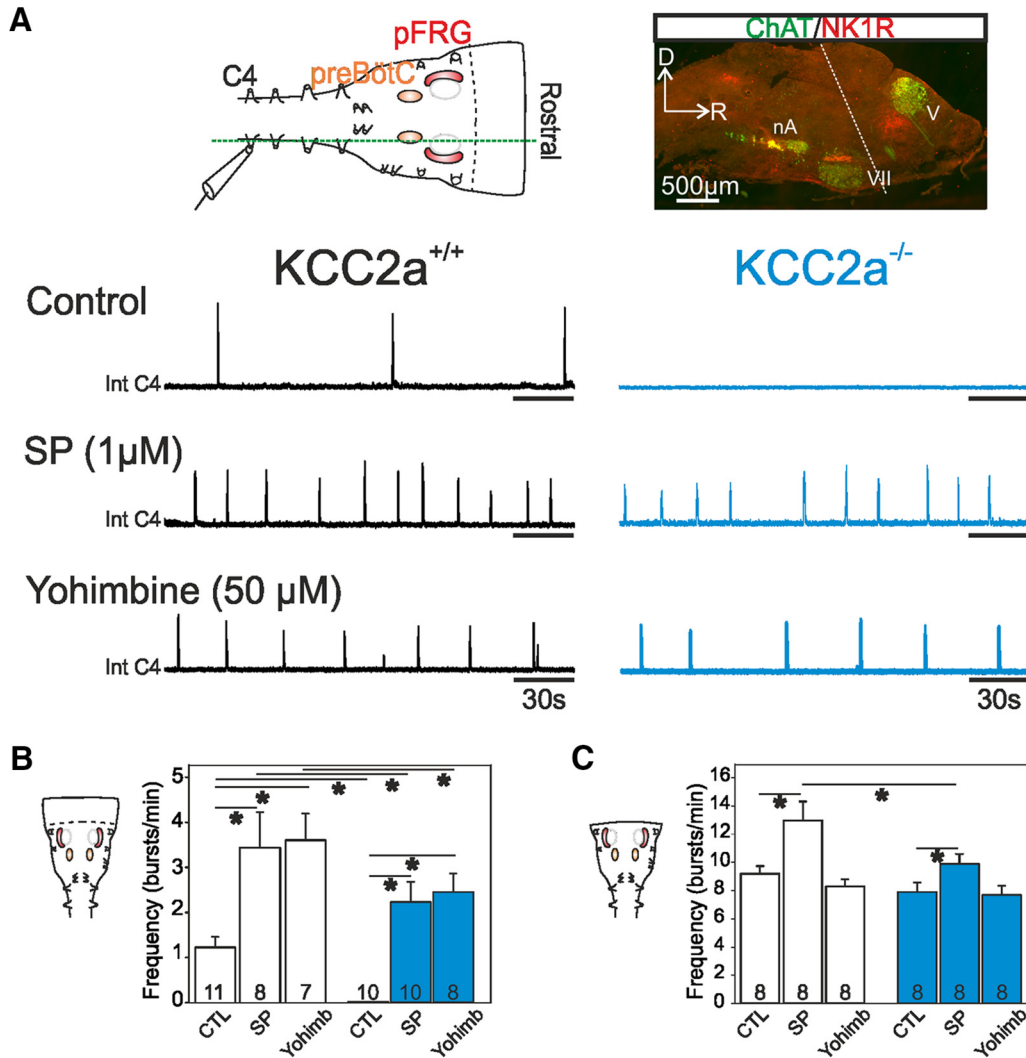 A
pFRG
preBötC
C4
Rostral
ChAT/NK1R
D
R
nA
V
VII
500µm
KCC2a+/+
KCC2a-/-
Control
Int C4
SP (1µM)
Int C4
Yohimbine (50 µM)
Int C4
30s
30s
B
Frequency (bursts/min)
5
4
3
2
1
0
* * * * * * * *
11
8
7
10
10
8
CTL
SP
Yohimb
CTL
SP
Yohimb
C
Frequency (bursts/min)
16
14
12
10
8
6
4
2
0
* * *
8
8
8
8
8
8
CTL
SP
Yohimb
CTL
SP
Yohimb